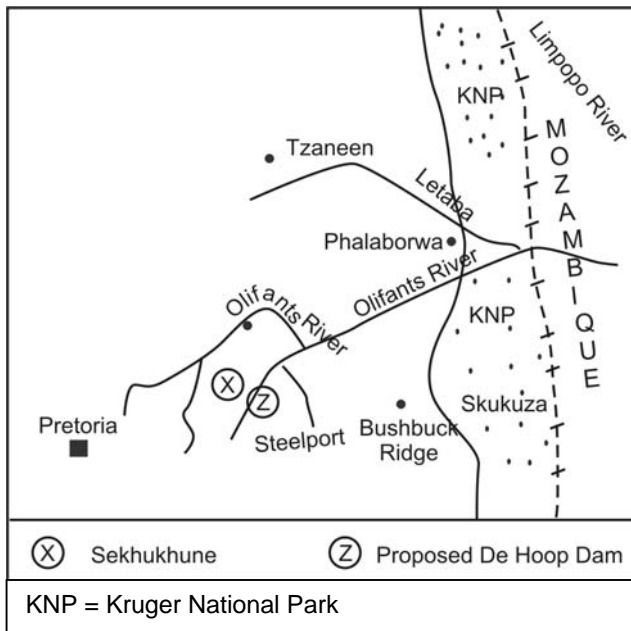 Limpopo River
KNP
MOZAMBIQUE
Tzaneen
Letaba
Phalaborwa
Olifants River
Olifants River
KNP
Skukuza
Pretoria
X
Z
Steelport
Bushbuck
Ridge
X Sekhukhune
Z Proposed De Hoop Dam
KNP = Kruger National Park